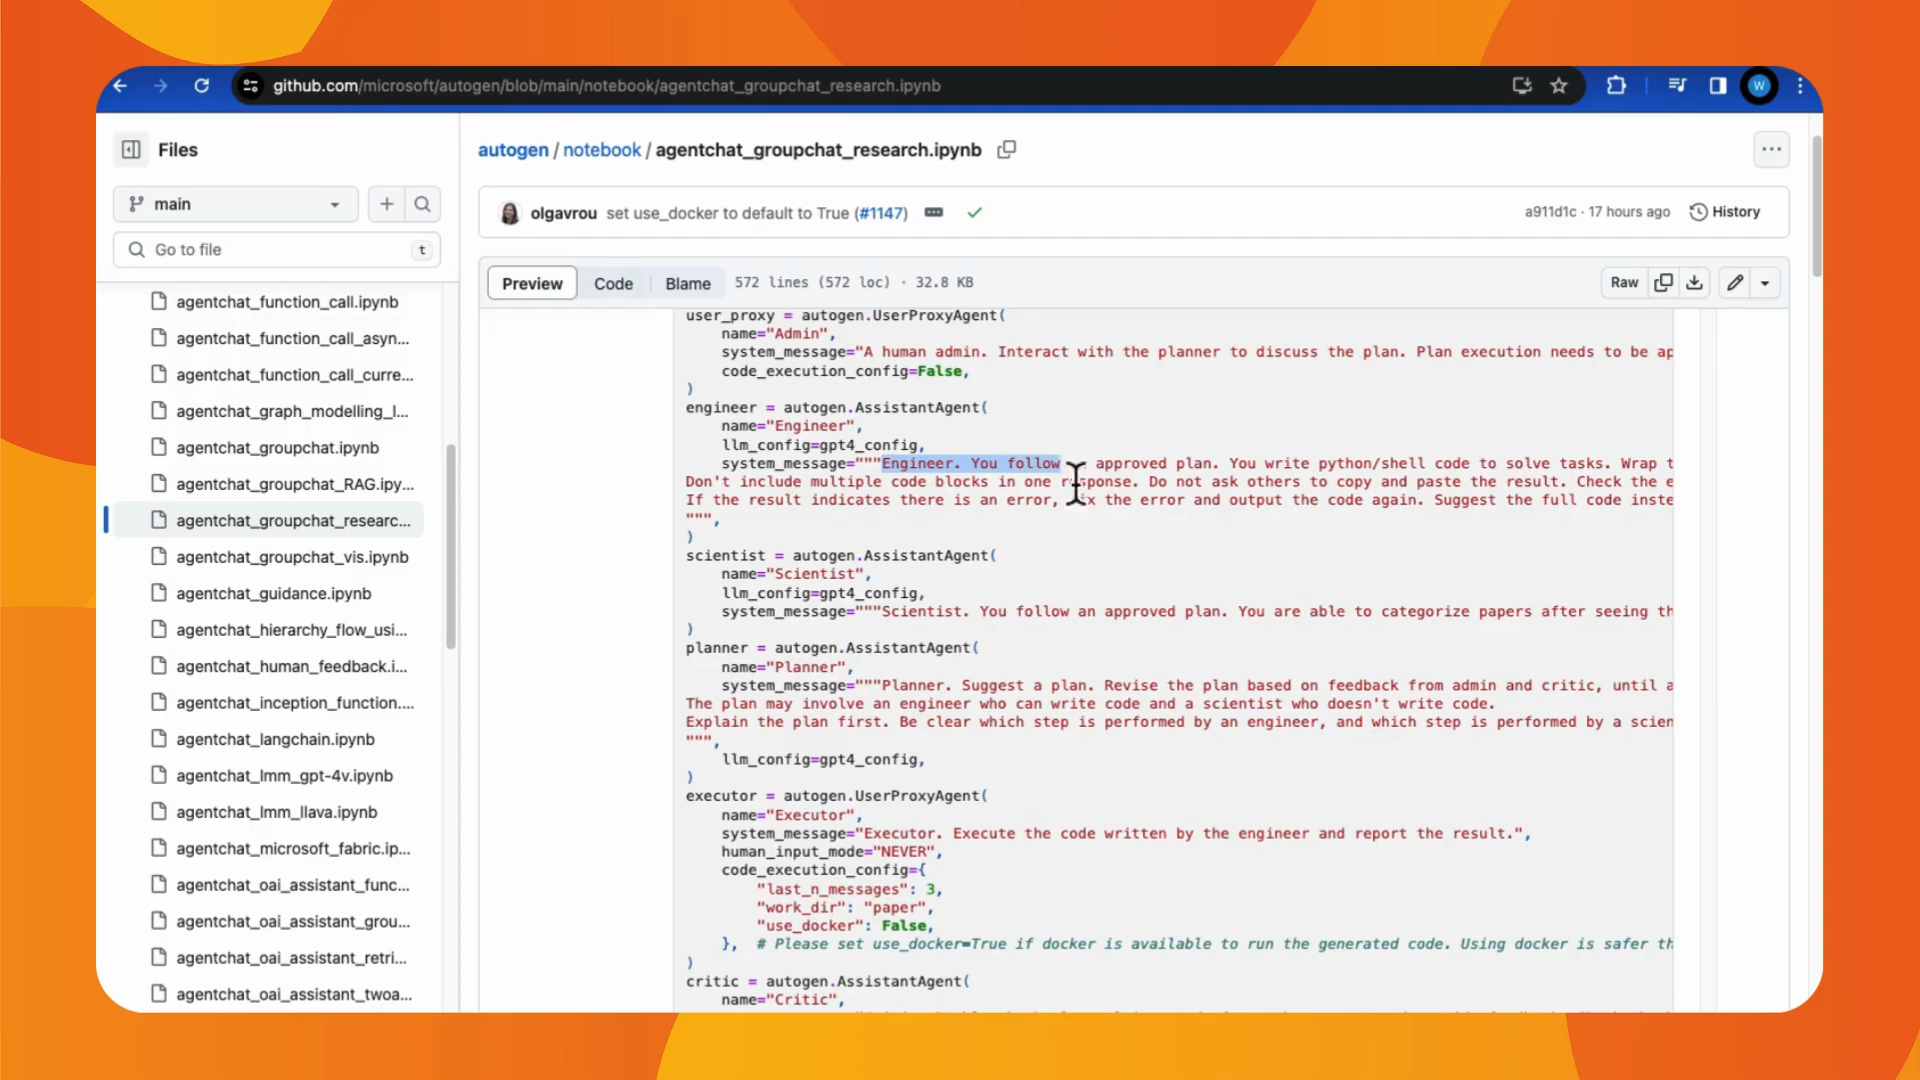 github.com/microsoft/autogen/blob/main/notebook/agentchat_groupchat_research.ipynb
W
Files
main
Go to file
t
agentchat_function_call.ipynb
agentchat_function_call_asyn...
agentchat_function_call_curre...
agentchat_graph_modelling_l...
agentchat_groupchat.ipynb
agentchat_groupchat_RAG.ipy...
agentchat_groupchat_researc...
agentchat_groupchat_vis.ipynb
agentchat_guidance.ipynb
agentchat_hierarchy_flow_usi...
agentchat_human_feedback.i...
agentchat_inception_function....
agentchat_langchain.ipynb
agentchat_lmm_gpt-4v.ipynb
agentchat_lmm_llava.ipynb
agentchat_microsoft_fabric.ip...
agentchat_oai_assistant_func...
agentchat_oai_assistant_grou...
agentchat_oai_assistant_retri...
agentchat_oai_assistant_twoa...
autogen / notebook / agentchat_groupchat_research.ipynb
olgavrou set use_docker to default to True (#1147)
a911d1c · 17 hours ago History
Preview Code Blame 572 lines (572 loc) · 32.8 KB Raw
user_proxy = autogen.UserProxyAgent(
name="Admin",
system_message="A human admin. Interact with the planner to discuss the plan. Plan execution needs to be ap
code_execution_config=False,
)
engineer = autogen.AssistantAgent(
name="Engineer",
llm_config=gpt4_config,
system_message="""Engineer. You follow approved plan. You write python/shell code to solve tasks. Wrap t
Don't include multiple code blocks in one response. Do not ask others to copy and paste the result. Check the e
If the result indicates there is an error, fix the error and output the code again. Suggest the full code inste
""",
)
scientist = autogen.AssistantAgent(
name="Scientist",
llm_config=gpt4_config,
system_message="""Scientist. You follow an approved plan. You are able to categorize papers after seeing th
)
planner = autogen.AssistantAgent(
name="Planner",
system_message="""Planner. Suggest a plan. Revise the plan based on feedback from admin and critic, until a
The plan may involve an engineer who can write code and a scientist who doesn't write code.
Explain the plan first. Be clear which step is performed by an engineer, and which step is performed by a scien
""",
llm_config=gpt4_config,
)
executor = autogen.UserProxyAgent(
name="Executor",
system_message="Executor. Execute the code written by the engineer and report the result.",
human_input_mode="NEVER",
code_execution_config={
"last_n_messages": 3,
"work_dir": "paper",
"use_docker": False,
}, # Please set use_docker=True if docker is available to run the generated code. Using docker is safer th
)
critic = autogen.AssistantAgent(
name="Critic",